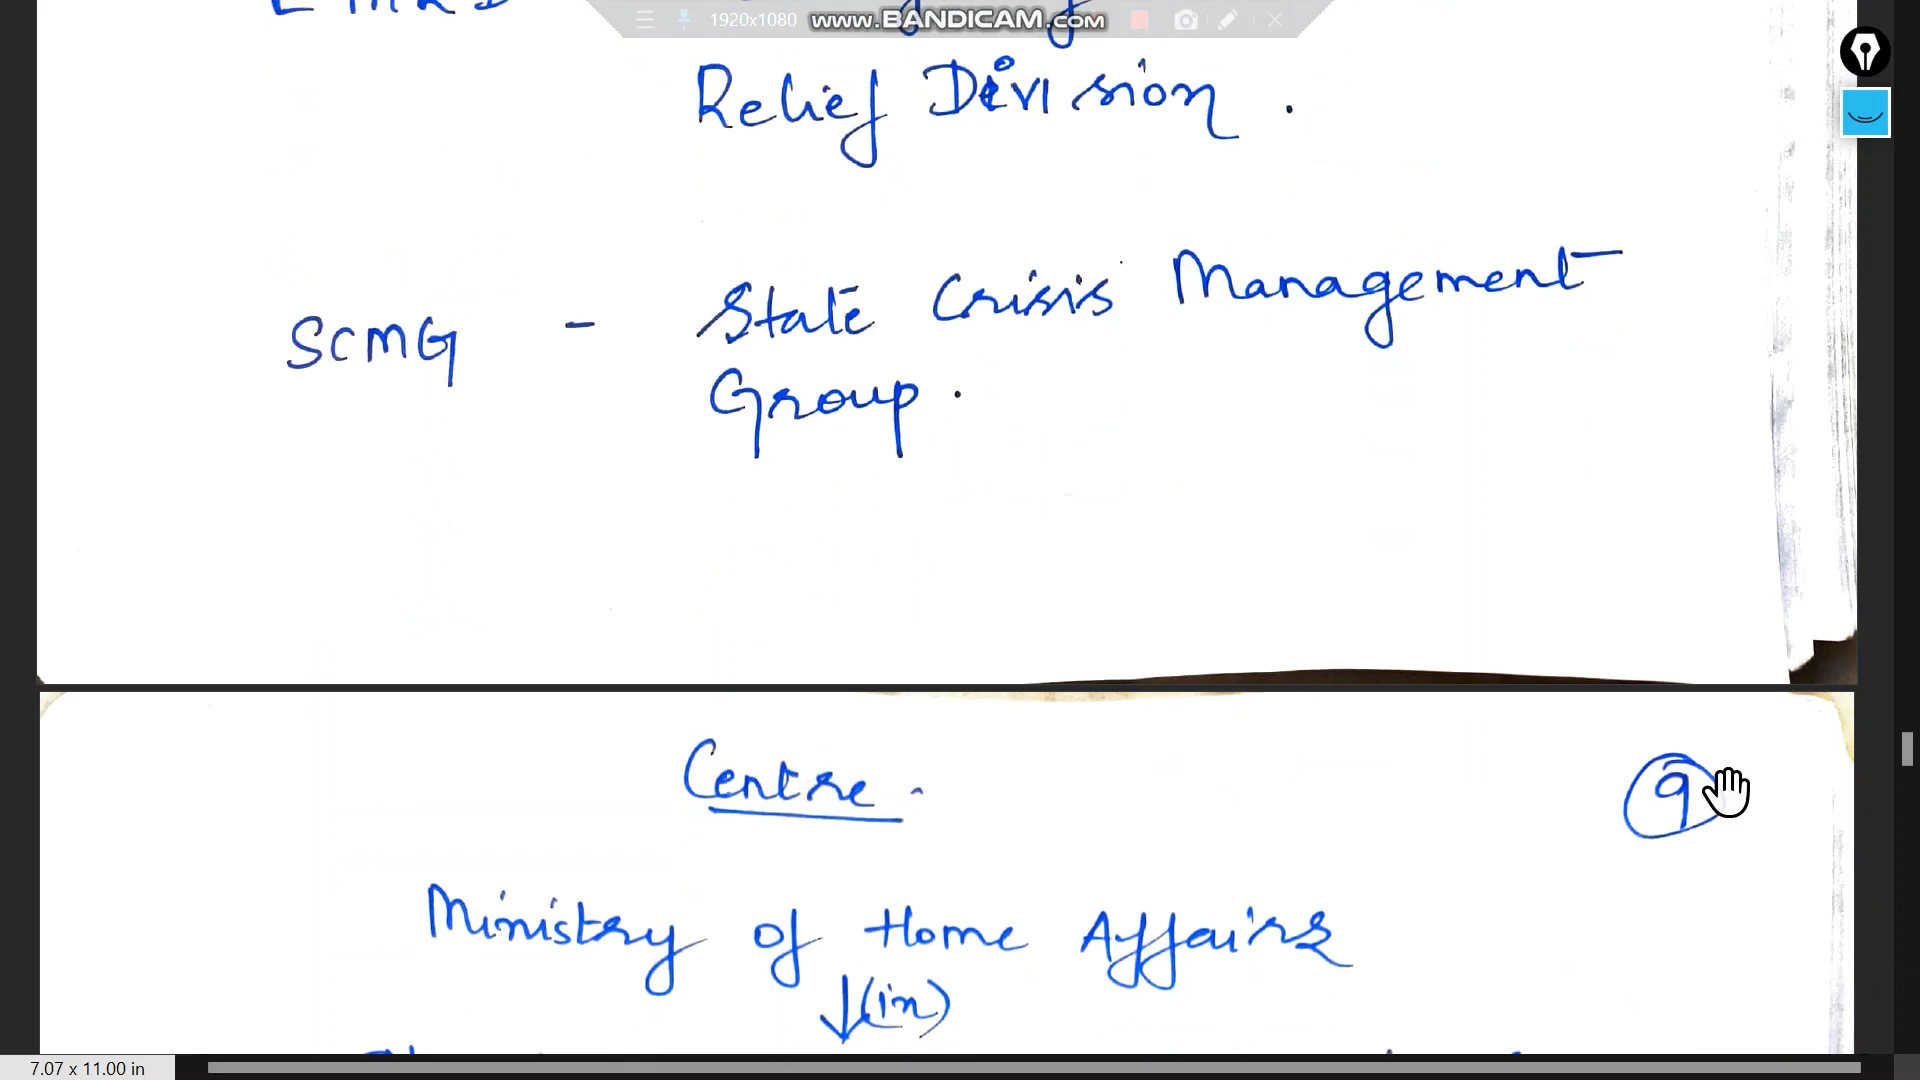 1920x1080 www.BANDICAM.com
Relief Division.
SCMG - State Crisis Management
Group.
Centre.
9
Ministry of Home Affairs
↓(in)
7.07 x 11.00 in